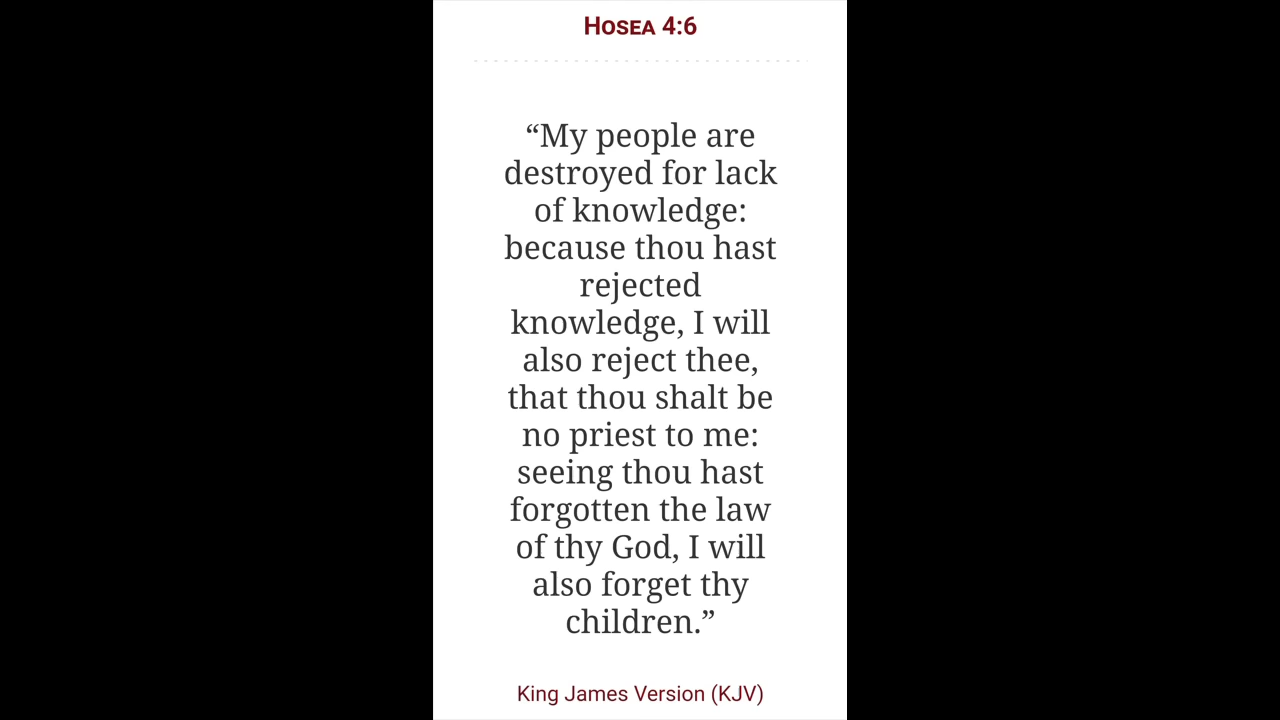 Hosea 4:6
“My people are
destroyed for lack
of knowledge:
because thou hast
rejected
knowledge, I will
also reject thee,
that thou shalt be
no priest to me:
seeing thou hast
forgotten the law
of thy God, I will
also forget thy
children.”
King James Version (KJV)